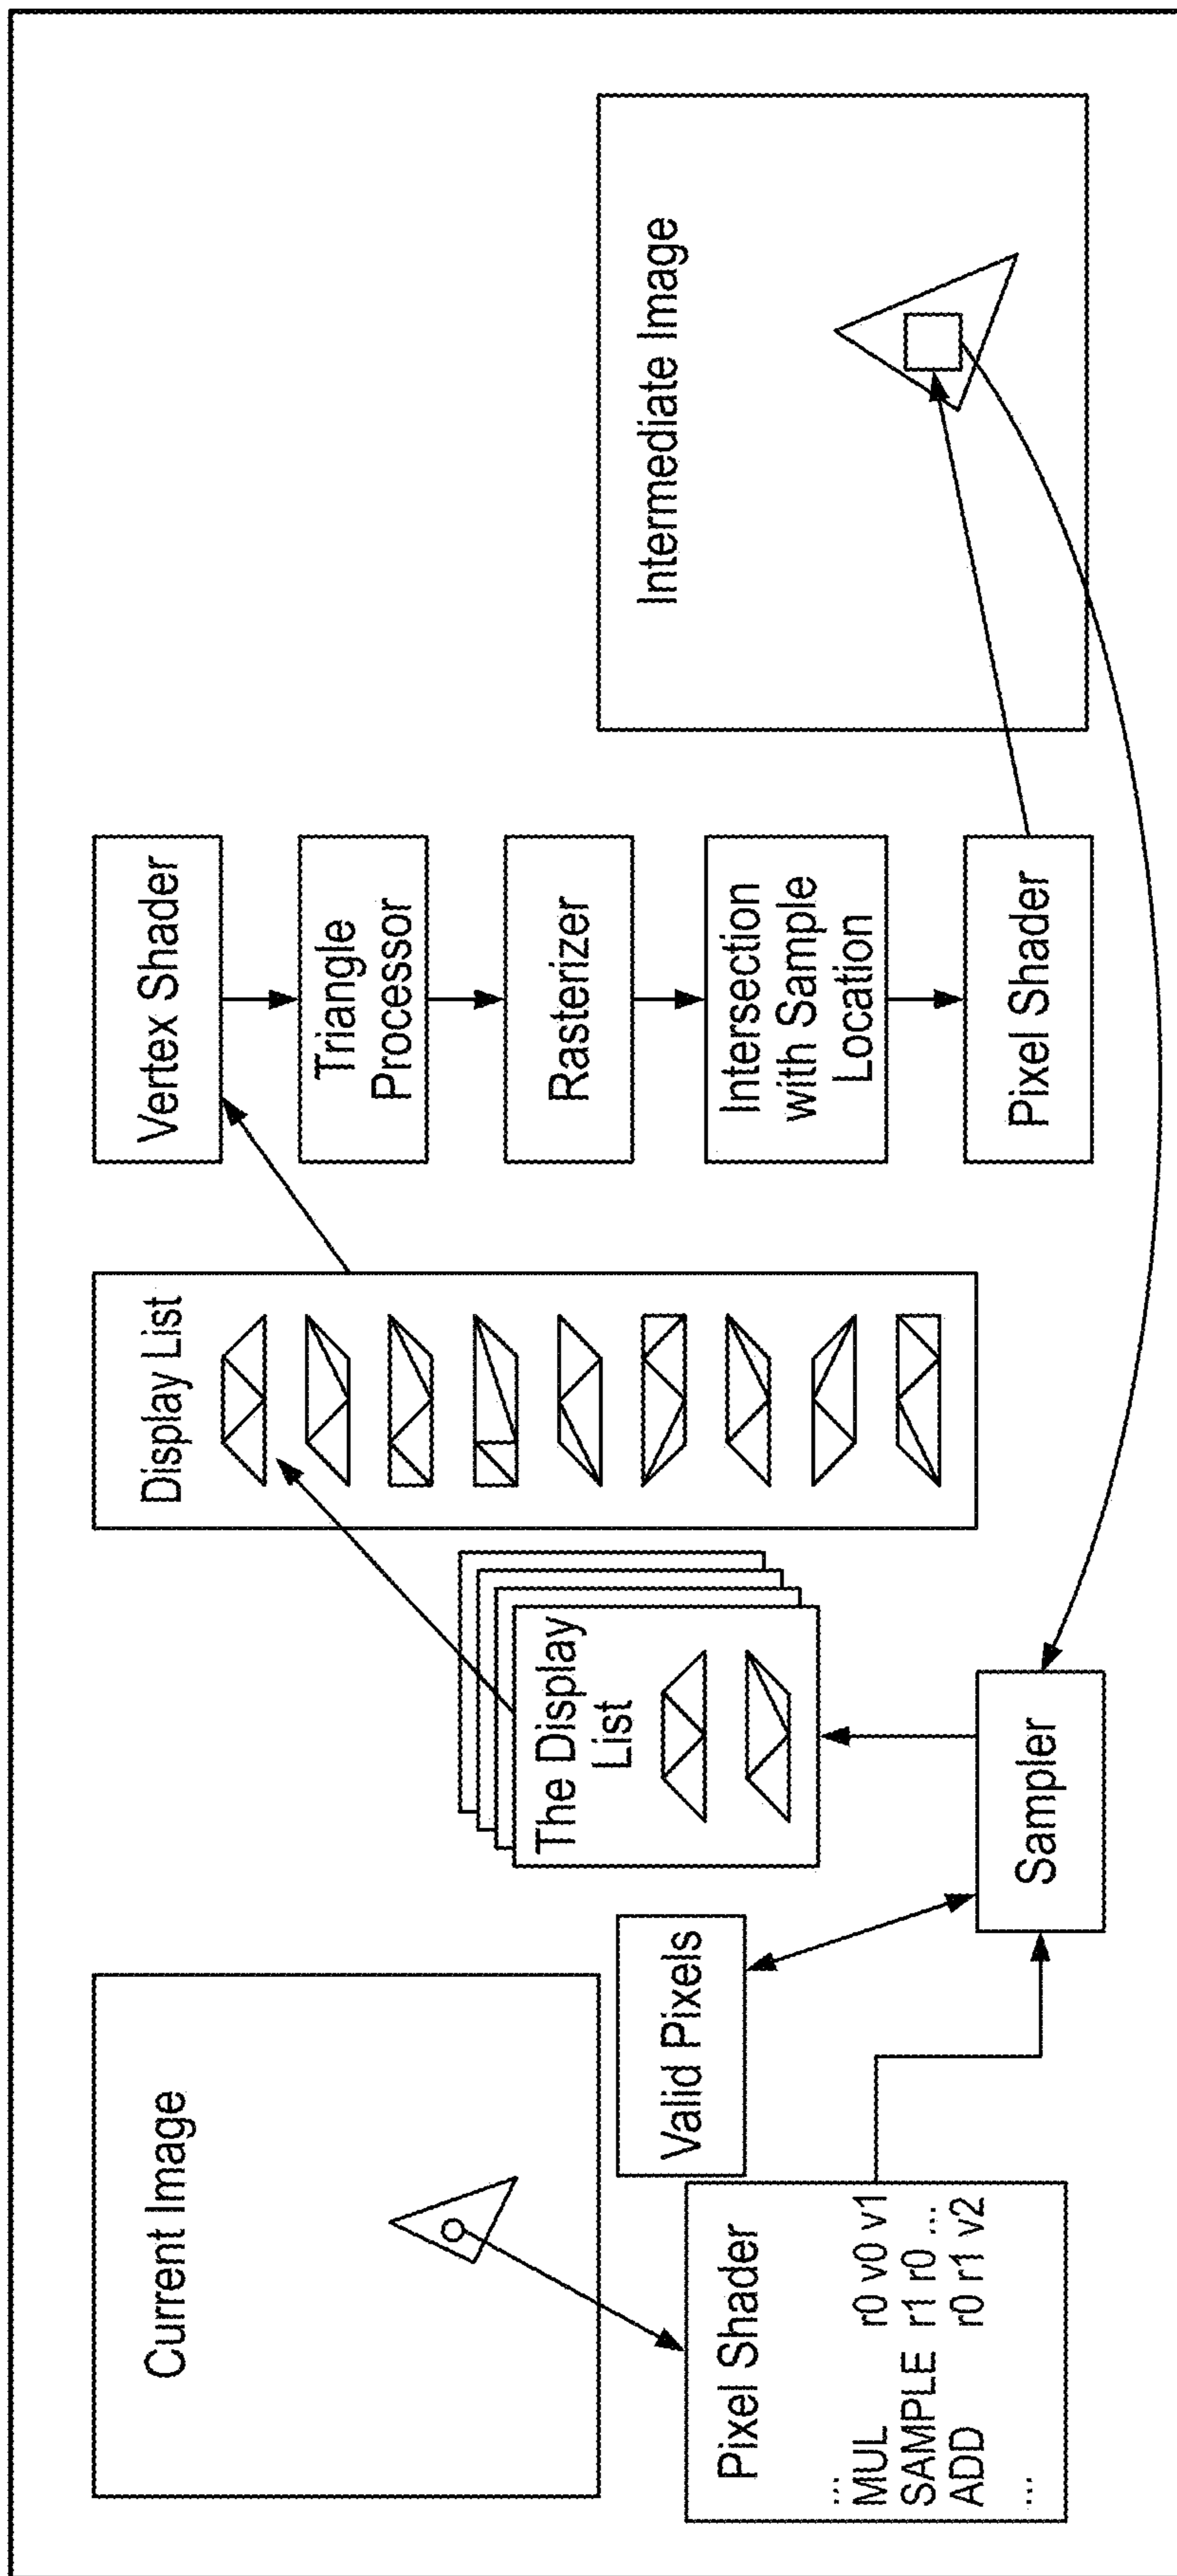 Current Image
Pixel Shader
...
MUL r0 v0 v1
SAMPLE r1 r0 ...
ADD r0 r1 v2
...
Valid Pixels
Sampler
The Display
List
Display List
Vertex Shader
Triangle
Processor
Rasterizer
Intersection
with Sample
Location
Pixel Shader
Intermediate Image